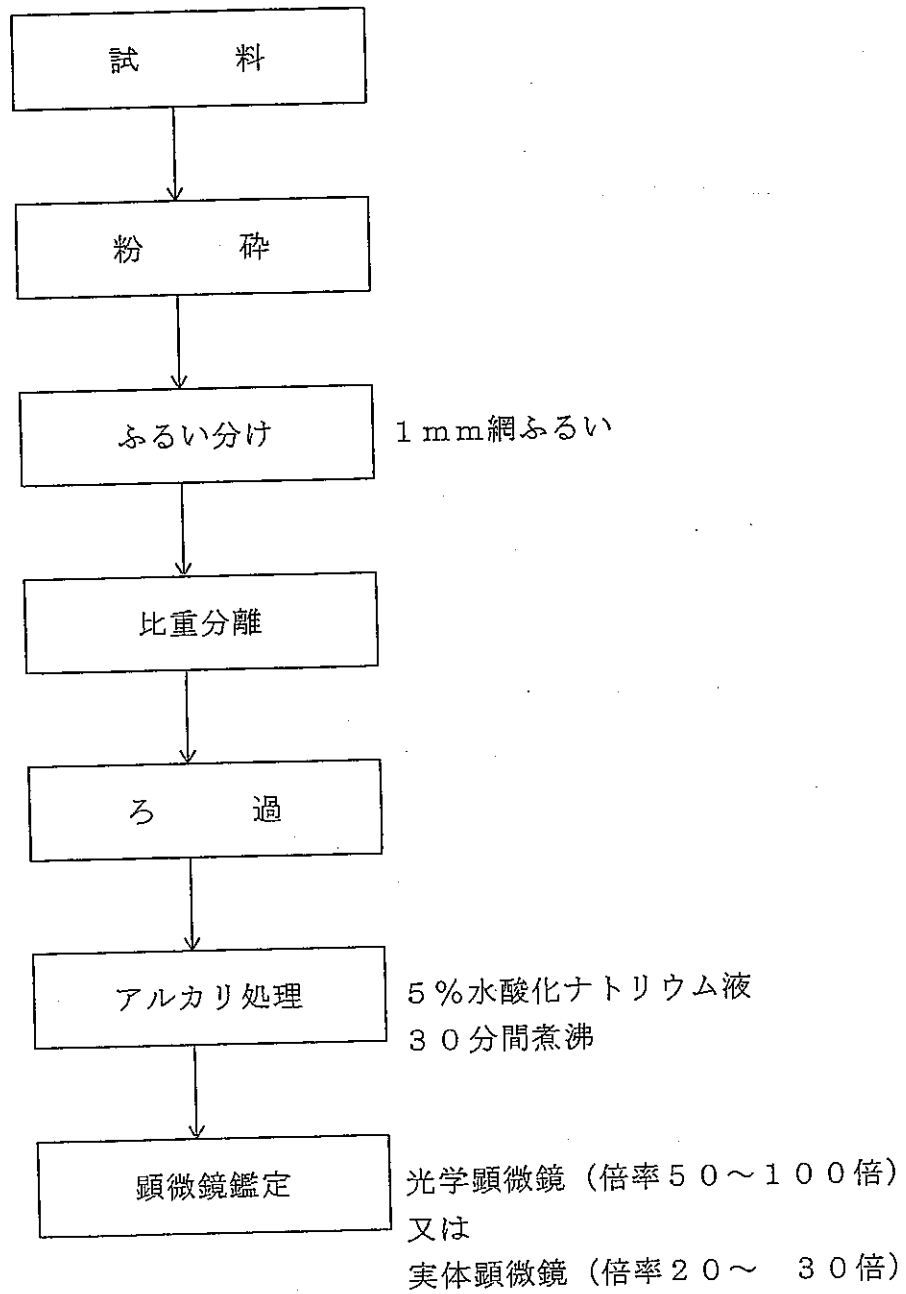 試　　料
粉　　砕
ふるい分け　１ｍｍ網ふるい
比重分離
ろ　　過
アルカリ処理　５％水酸化ナトリウム液
３０分間煮沸
顕微鏡鑑定　光学顕微鏡（倍率５０～１００倍）
又は
実体顕微鏡（倍率２０～　３０倍）